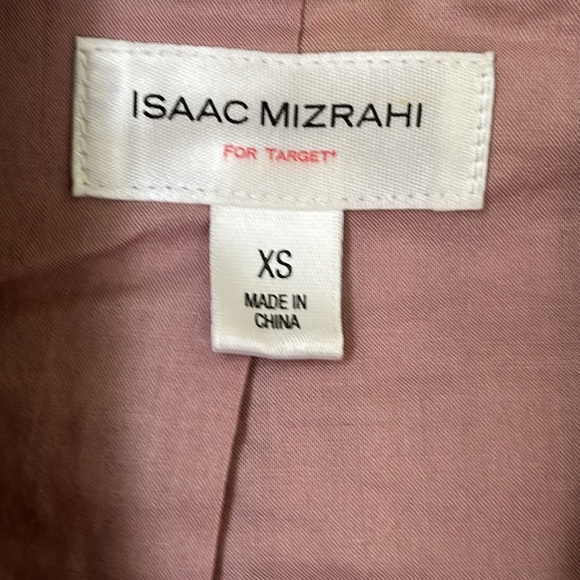 ISAAC MIZRAHI
FOR TARGET*
XS
MADE IN
CHINA